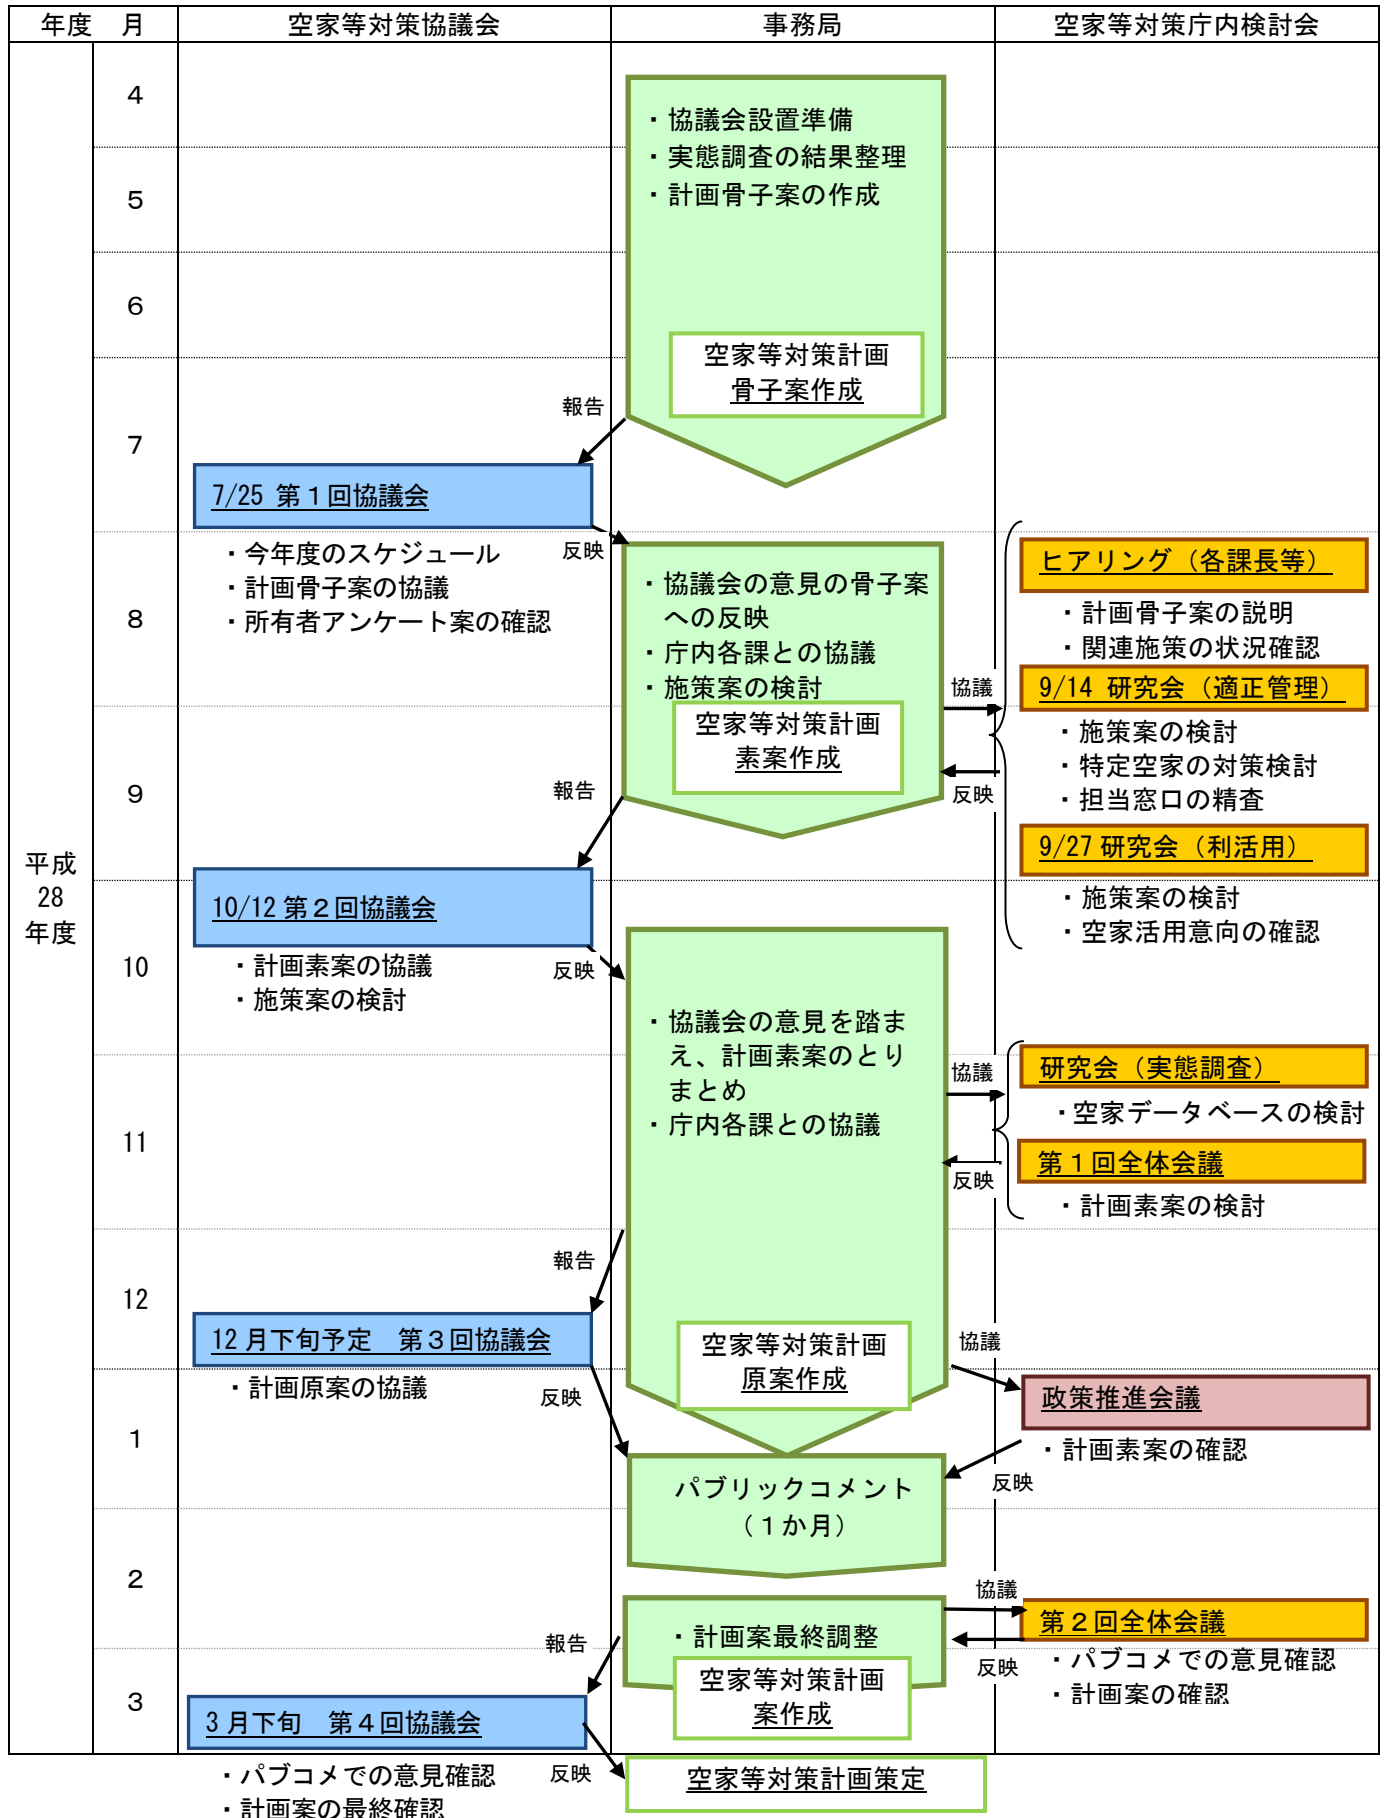 年度 月 空家等対策協議会 事務局 空家等対策庁内検討会
平成
28
年度
4
5
6
7
8
9
10
11
12
1
2
3
・協議会設置準備
・実態調査の結果整理
・計画骨子案の作成
空家等対策計画
骨子案作成
報告
7/25 第１回協議会
・今年度のスケジュール
・計画骨子案の協議
・所有者アンケート案の確認
反映
・協議会の意見の骨子案
への反映
・庁内各課との協議
・施策案の検討
空家等対策計画
素案作成
協議
反映
ヒアリング（各課長等）
・計画骨子案の説明
・関連施策の状況確認
9/14 研究会（適正管理）
・施策案の検討
・特定空家の対策検討
・担当窓口の精査
9/27 研究会（利活用）
・施策案の検討
・空家活用意向の確認
報告
10/12 第２回協議会
・計画素案の協議
・施策案の検討
反映
・協議会の意見を踏ま
え、計画素案のとり
まとめ
・庁内各課との協議
協議
反映
研究会（実態調査）
・空家データベースの検討
第１回全体会議
・計画素案の検討
報告
12 月下旬予定　第３回協議会
・計画原案の協議
反映
空家等対策計画
原案作成
協議
政策推進会議
・計画素案の確認
反映
パブリックコメント
（１か月）
・計画案最終調整
空家等対策計画
案作成
協議
反映
第２回全体会議
・パブコメでの意見確認
・計画案の確認
報告
3 月下旬　第４回協議会
・パブコメでの意見確認
・計画案の最終確認
反映
空家等対策計画策定